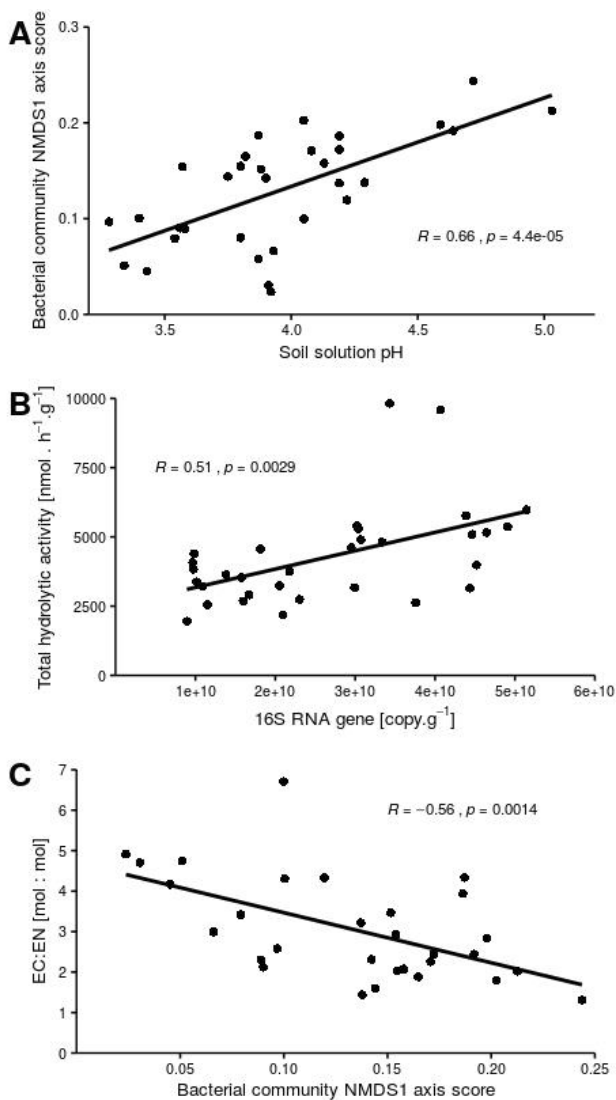 A
Bacterial community NMDS1 axis score
0.3
0.2
0.1
0.0
R = 0.66 , p = 4.4e-05
3.5 4.0 4.5 5.0
Soil solution pH
B
Total hydrolytic activity [nmol . h⁻¹.g⁻¹]
10000
7500
5000
2500
0
R = 0.51 , p = 0.0029
1e+10 2e+10 3e+10 4e+10 5e+10 6e+10
16S RNA gene [copy.g⁻¹]
C
EC:EN [mol : mol]
7
6
5
4
3
2
1
0
R = −0.56 , p = 0.0014
0.05 0.10 0.15 0.20 0.25
Bacterial community NMDS1 axis score